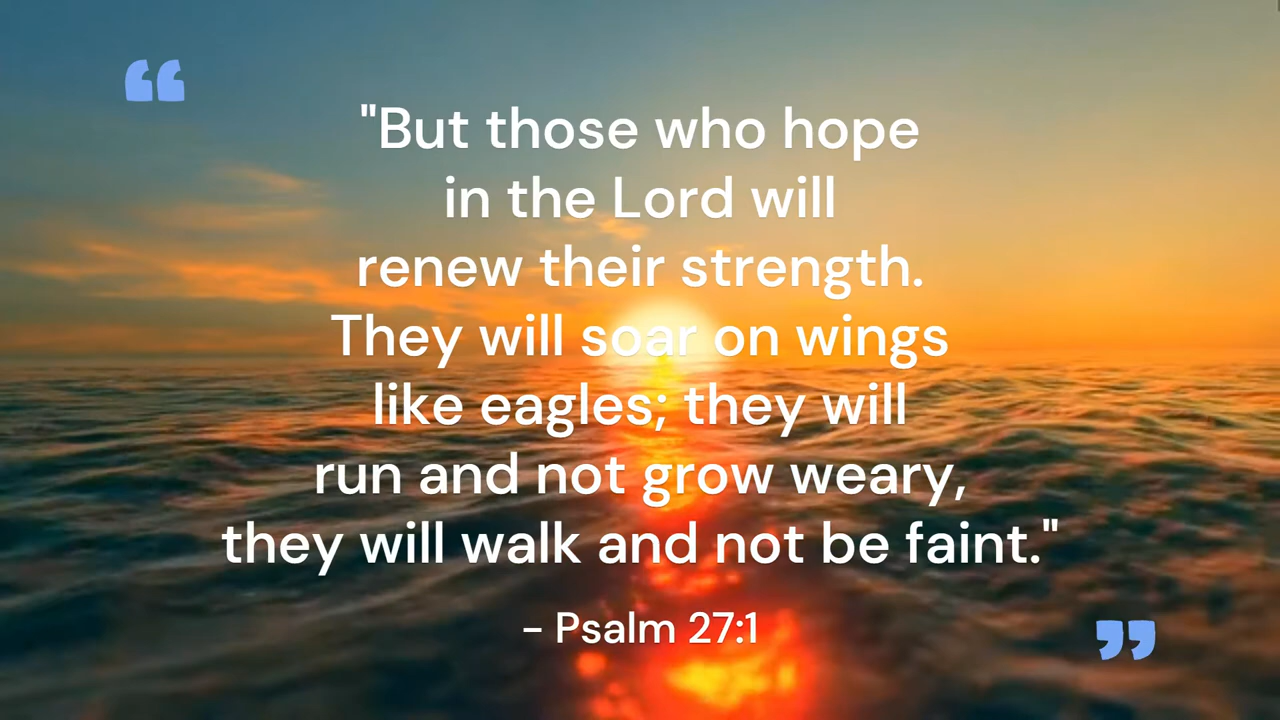 "But those who hope
in the Lord will
renew their strength.
They will soar on wings
like eagles; they will
run and not grow weary,
they will walk and not be faint."
– Psalm 27:1